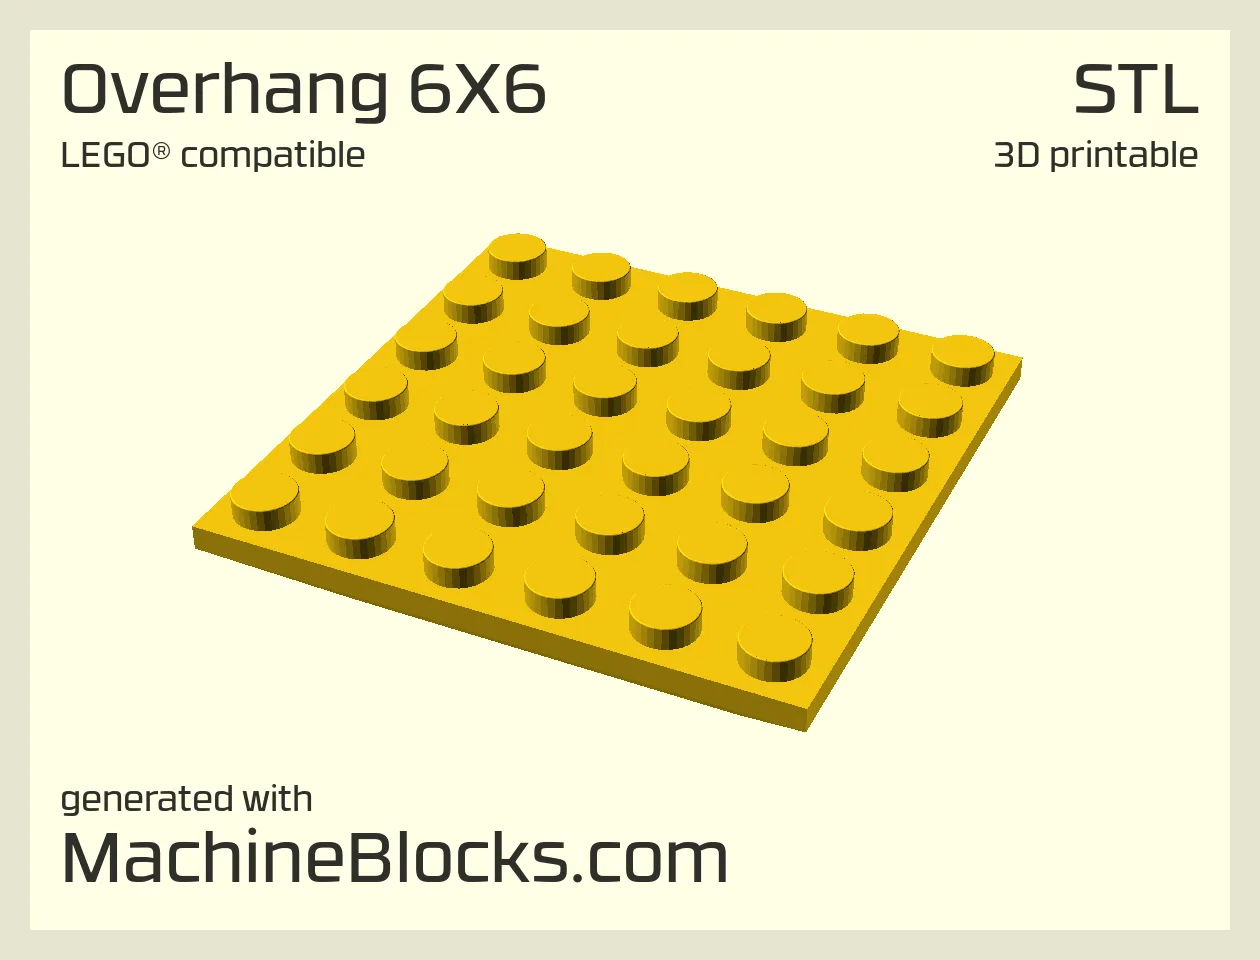 Overhang 6X6
STL
LEGO® compatible
3D printable
generated with
MachineBlocks.com